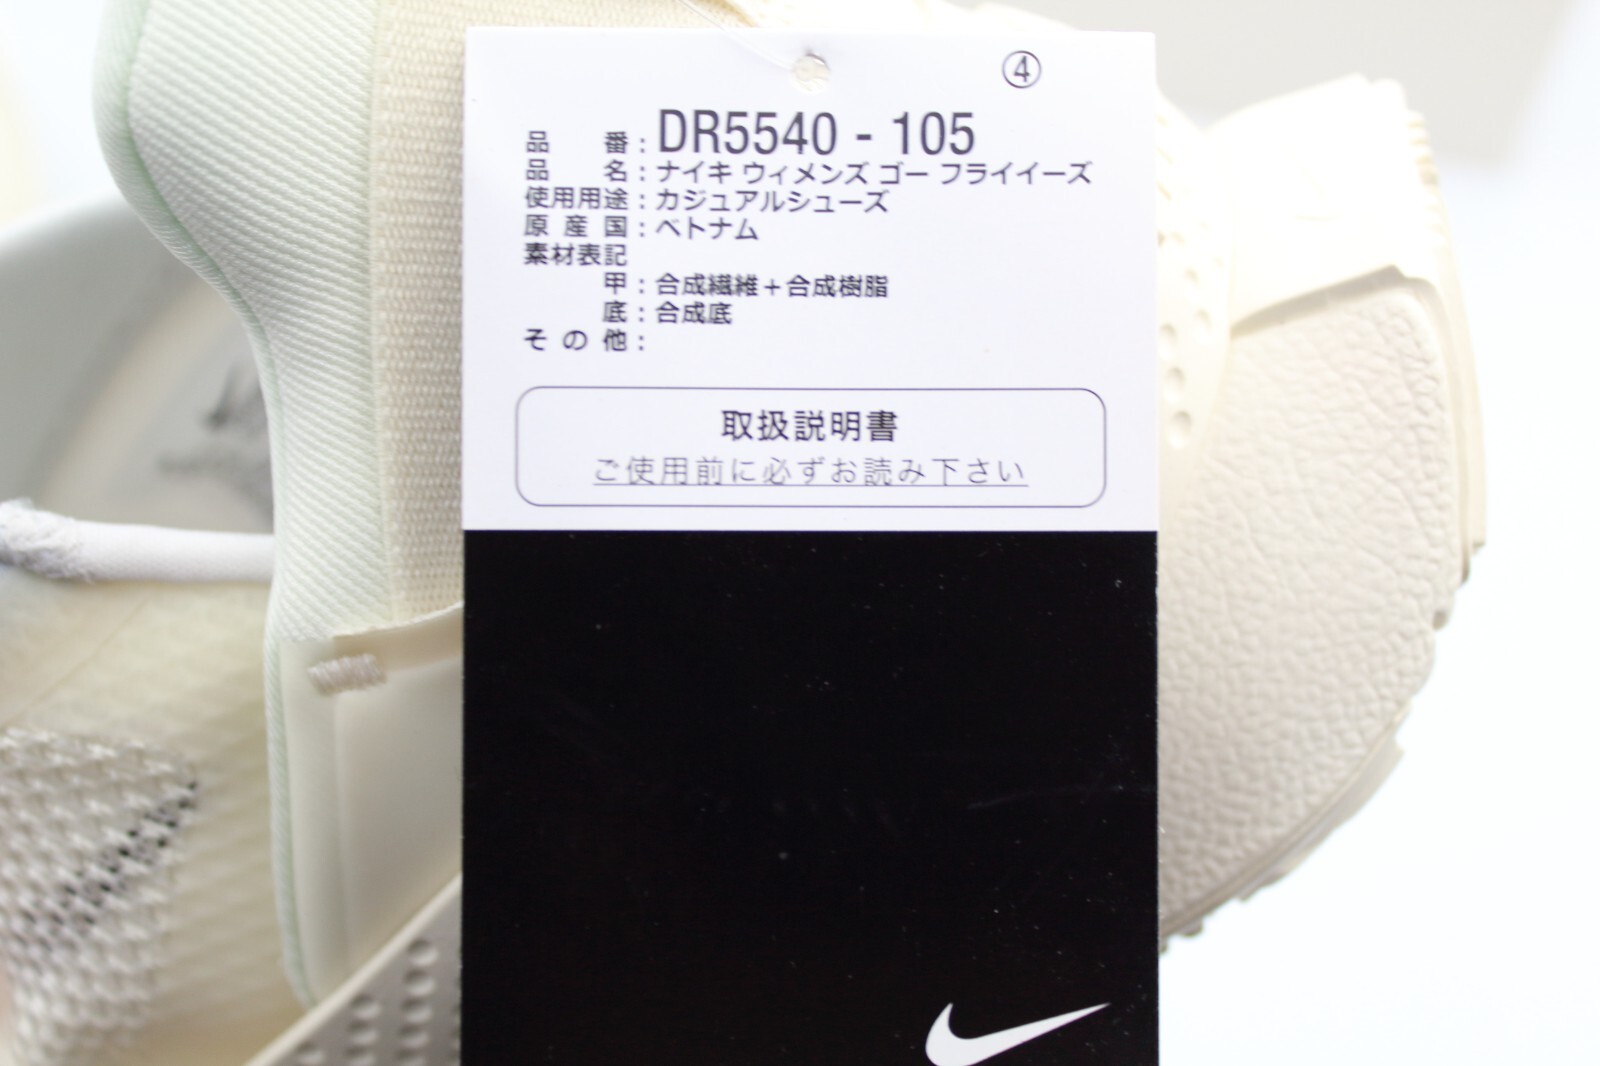 ④
品番:DR5540 - 105
品名:ナイキ ウィメンズ ゴー フライイーズ
使用用途:カジュアルシューズ
原産国:ベトナム
素材表記
甲:合成繊維+合成樹脂
底:合成底
その他:
取扱説明書
ご使用前に必ずお読み下さい